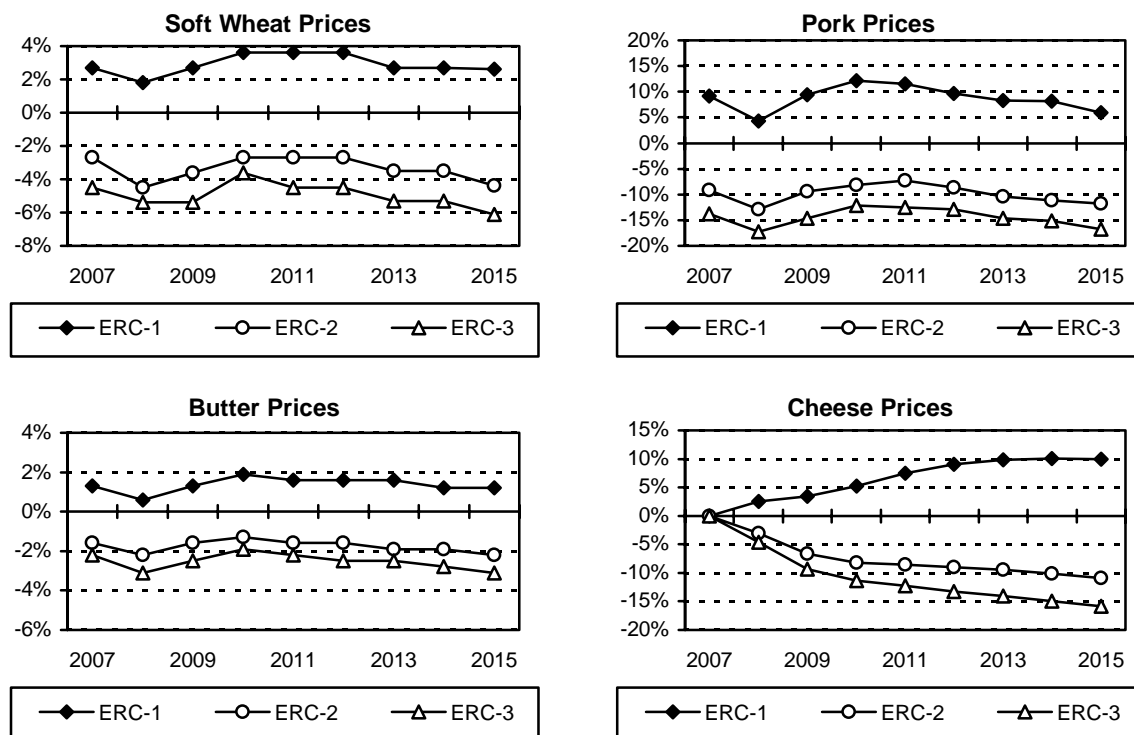 Soft Wheat Prices
4%
2%
0%
-2%
-4%
-6%
-8%
2007 2009 2011 2013 2015
ERC-1 ERC-2 ERC-3
Pork Prices
20%
15%
10%
5%
0%
-5%
-10%
-15%
-20%
2007 2009 2011 2013 2015
ERC-1 ERC-2 ERC-3
Butter Prices
4%
2%
0%
-2%
-4%
-6%
2007 2009 2011 2013 2015
ERC-1 ERC-2 ERC-3
Cheese Prices
15%
10%
5%
0%
-5%
-10%
-15%
-20%
2007 2009 2011 2013 2015
ERC-1 ERC-2 ERC-3